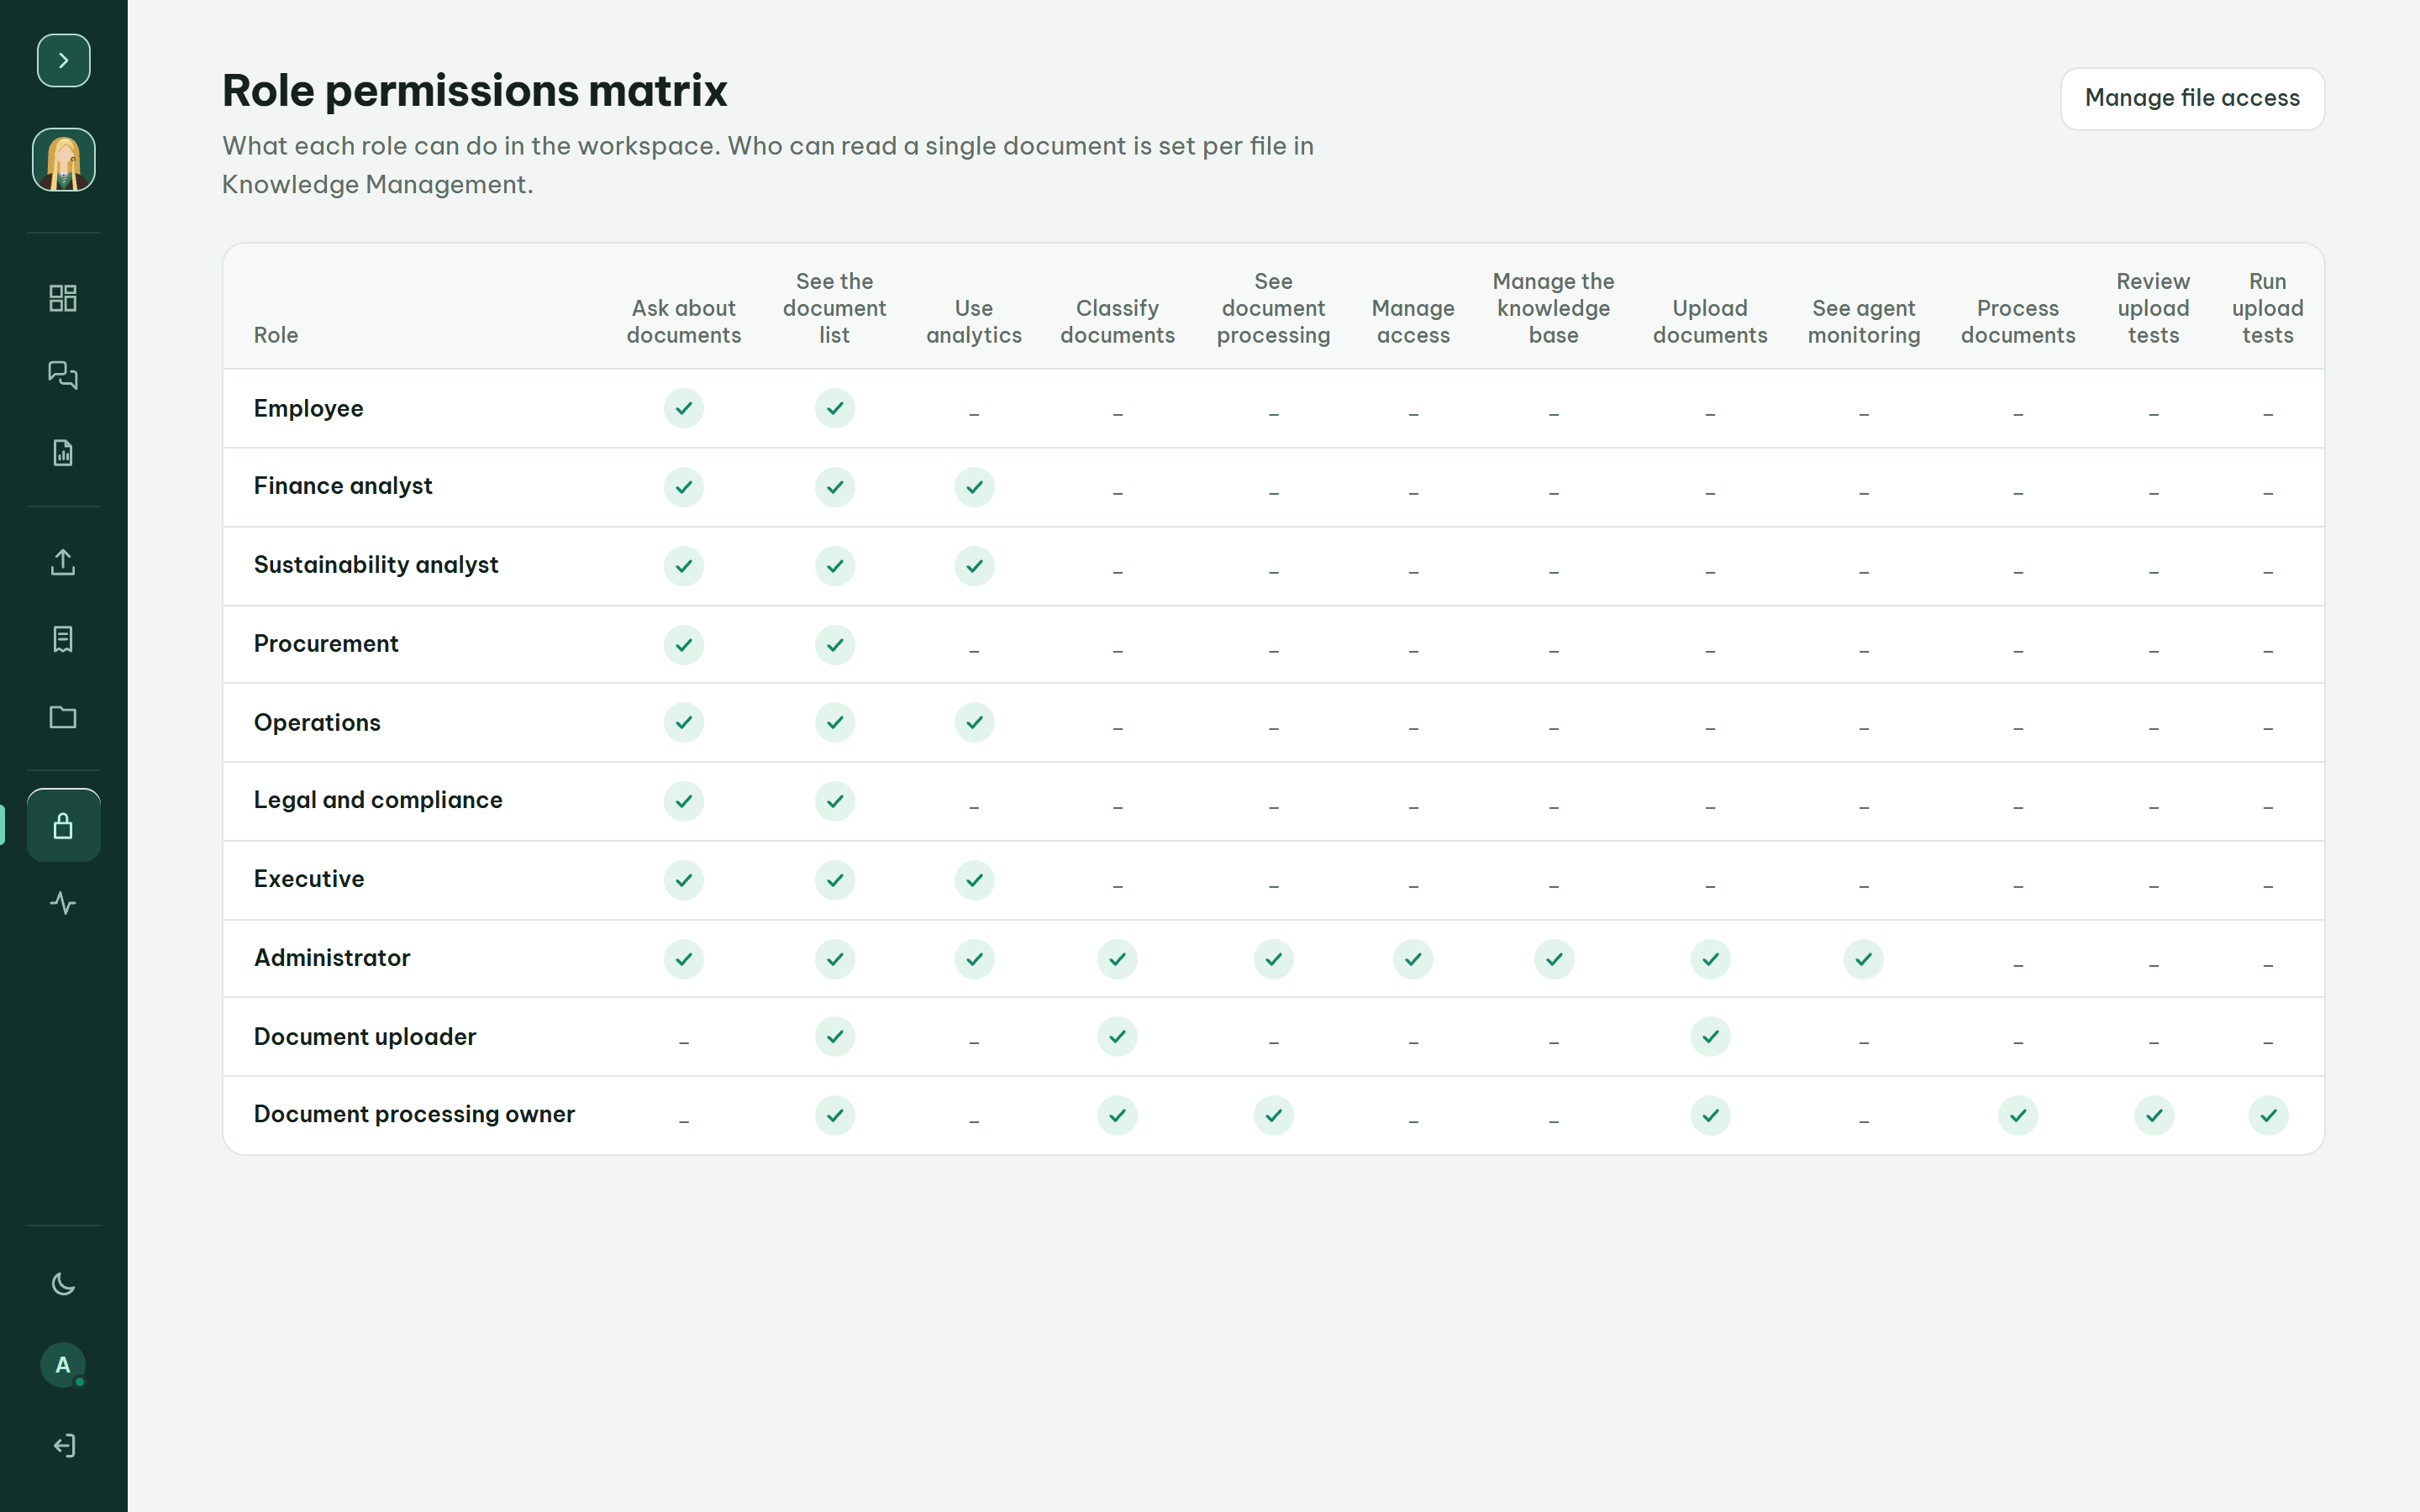 Role permissions matrix
Manage file access
What each role can do in the workspace. Who can read a single document is set per file in
Knowledge Management.
Role
Ask about
documents
See the
document
list
Use
analytics
Classify
documents
See
document
processing
Manage
access
Manage the
knowledge
base
Upload
documents
See agent
monitoring
Process
documents
Review
upload
tests
Run
upload
tests
Employee – – – – – – – – – –
Finance analyst – – – – – – – – –
Sustainability analyst – – – – – – – – –
Procurement – – – – – – – – – –
Operations – – – – – – – – –
Legal and compliance – – – – – – – – – –
Executive – – – – – – – – –
Administrator – – –
Document uploader – – – – – – – – –
Document processing owner – – – – –
A